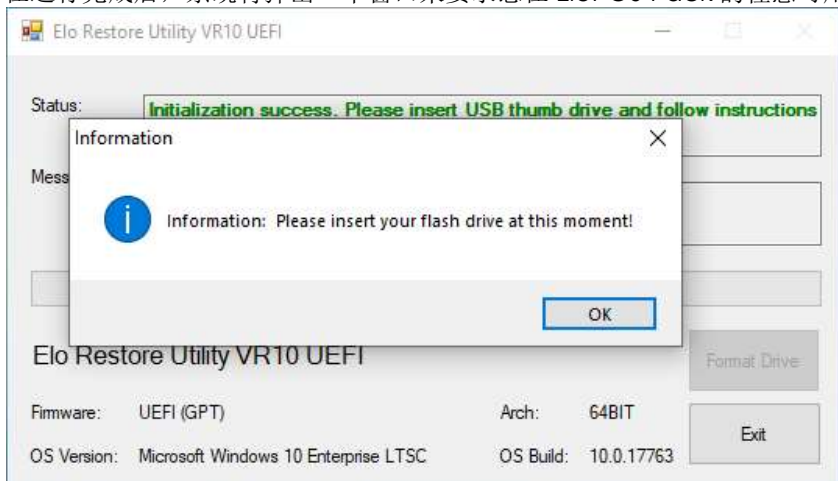 Elo Restore Utility VR10 UEFI
Status:
Initialization success. Please insert USB thumb drive and follow instructions
Information
Mess
Information: Please insert your flash drive at this moment!
OK
Elo Restore Utility VR10 UEFI
Format Drive
Firmware: UEFI (GPT) Arch: 64BIT
Exit
OS Version: Microsoft Windows 10 Enterprise LTSC OS Build: 10.0.17763